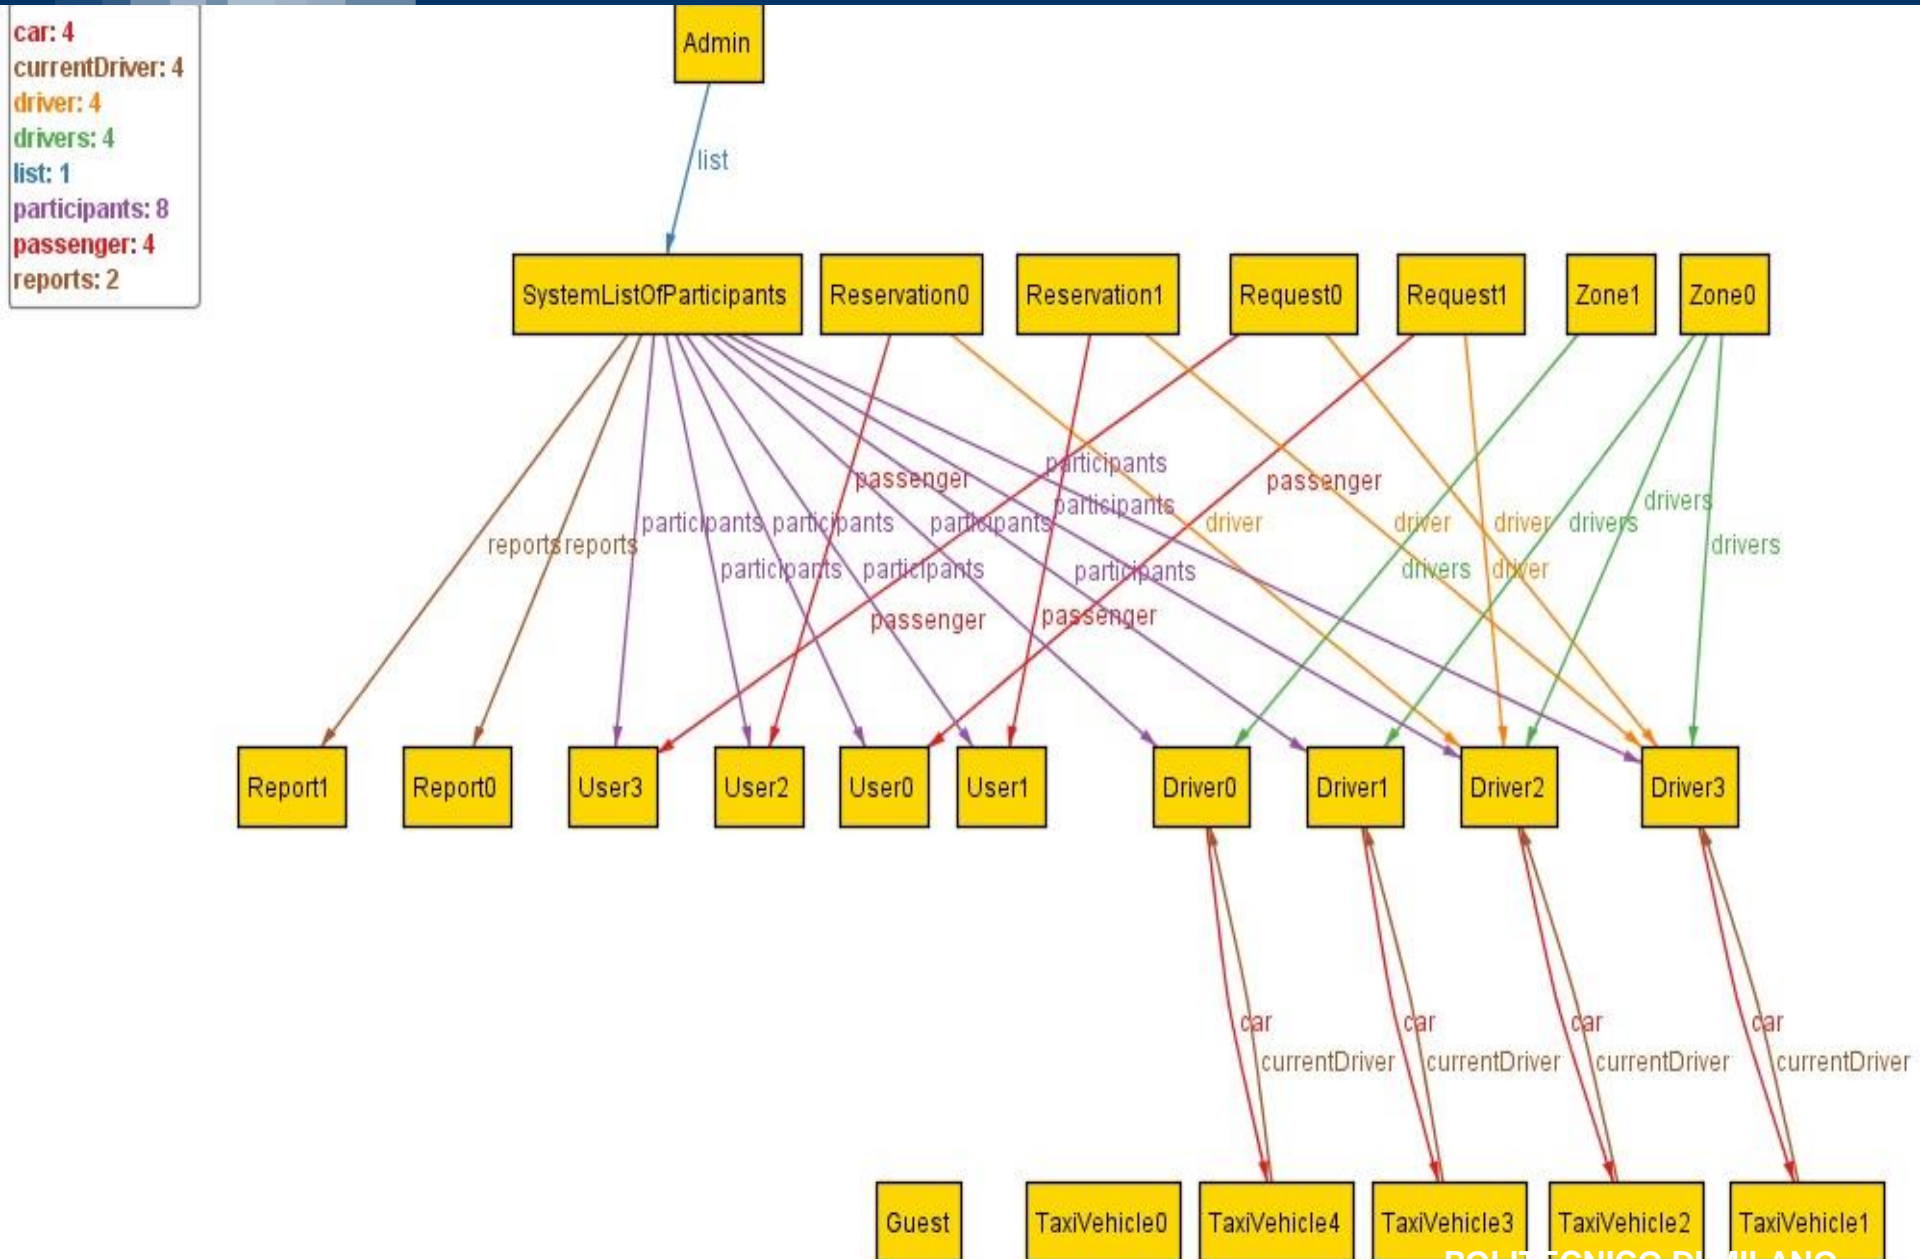 car: 4
currentDriver: 4
driver: 4
drivers: 4
list: 1
participants: 8
passenger: 4
reports: 2
Admin
list
SystemListOfParticipants Reservation0 Reservation1 Request0 Request1 Zone1 Zone0
participants
passenger passenger
participants drivers
participants participants participants driver driver driver drivers
reports reports drivers
participants participants participants drivers driver
passenger passenger
Report1 Report0 User3 User2 User0 User1 Driver0 Driver1 Driver2 Driver3
car car car car
currentDriver currentDriver currentDriver currentDriver
Guest TaxiVehicle0 TaxiVehicle4 TaxiVehicle3 TaxiVehicle2 TaxiVehicle1
POLITECNICO DI MILANO